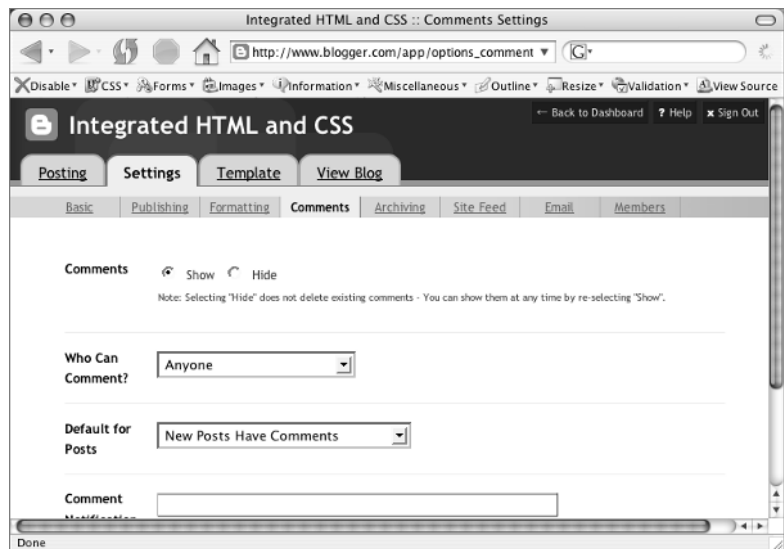 Integrated HTML and CSS :: Comments Settings
http://www.blogger.com/app/options_comment
G
Disable CSS Forms Images Information Miscellaneous Outline Resize Validation View Source
← Back to Dashboard ? Help x Sign Out
Integrated HTML and CSS
Posting Settings Template View Blog
Basic Publishing Formatting Comments Archiving Site Feed Email Members
Comments Show Hide
Note: Selecting "Hide" does not delete existing comments - You can show them at any time by re-selecting "Show".
Who Can
Comment?
Anyone
Default for
Posts
New Posts Have Comments
Comment
Notification
Done